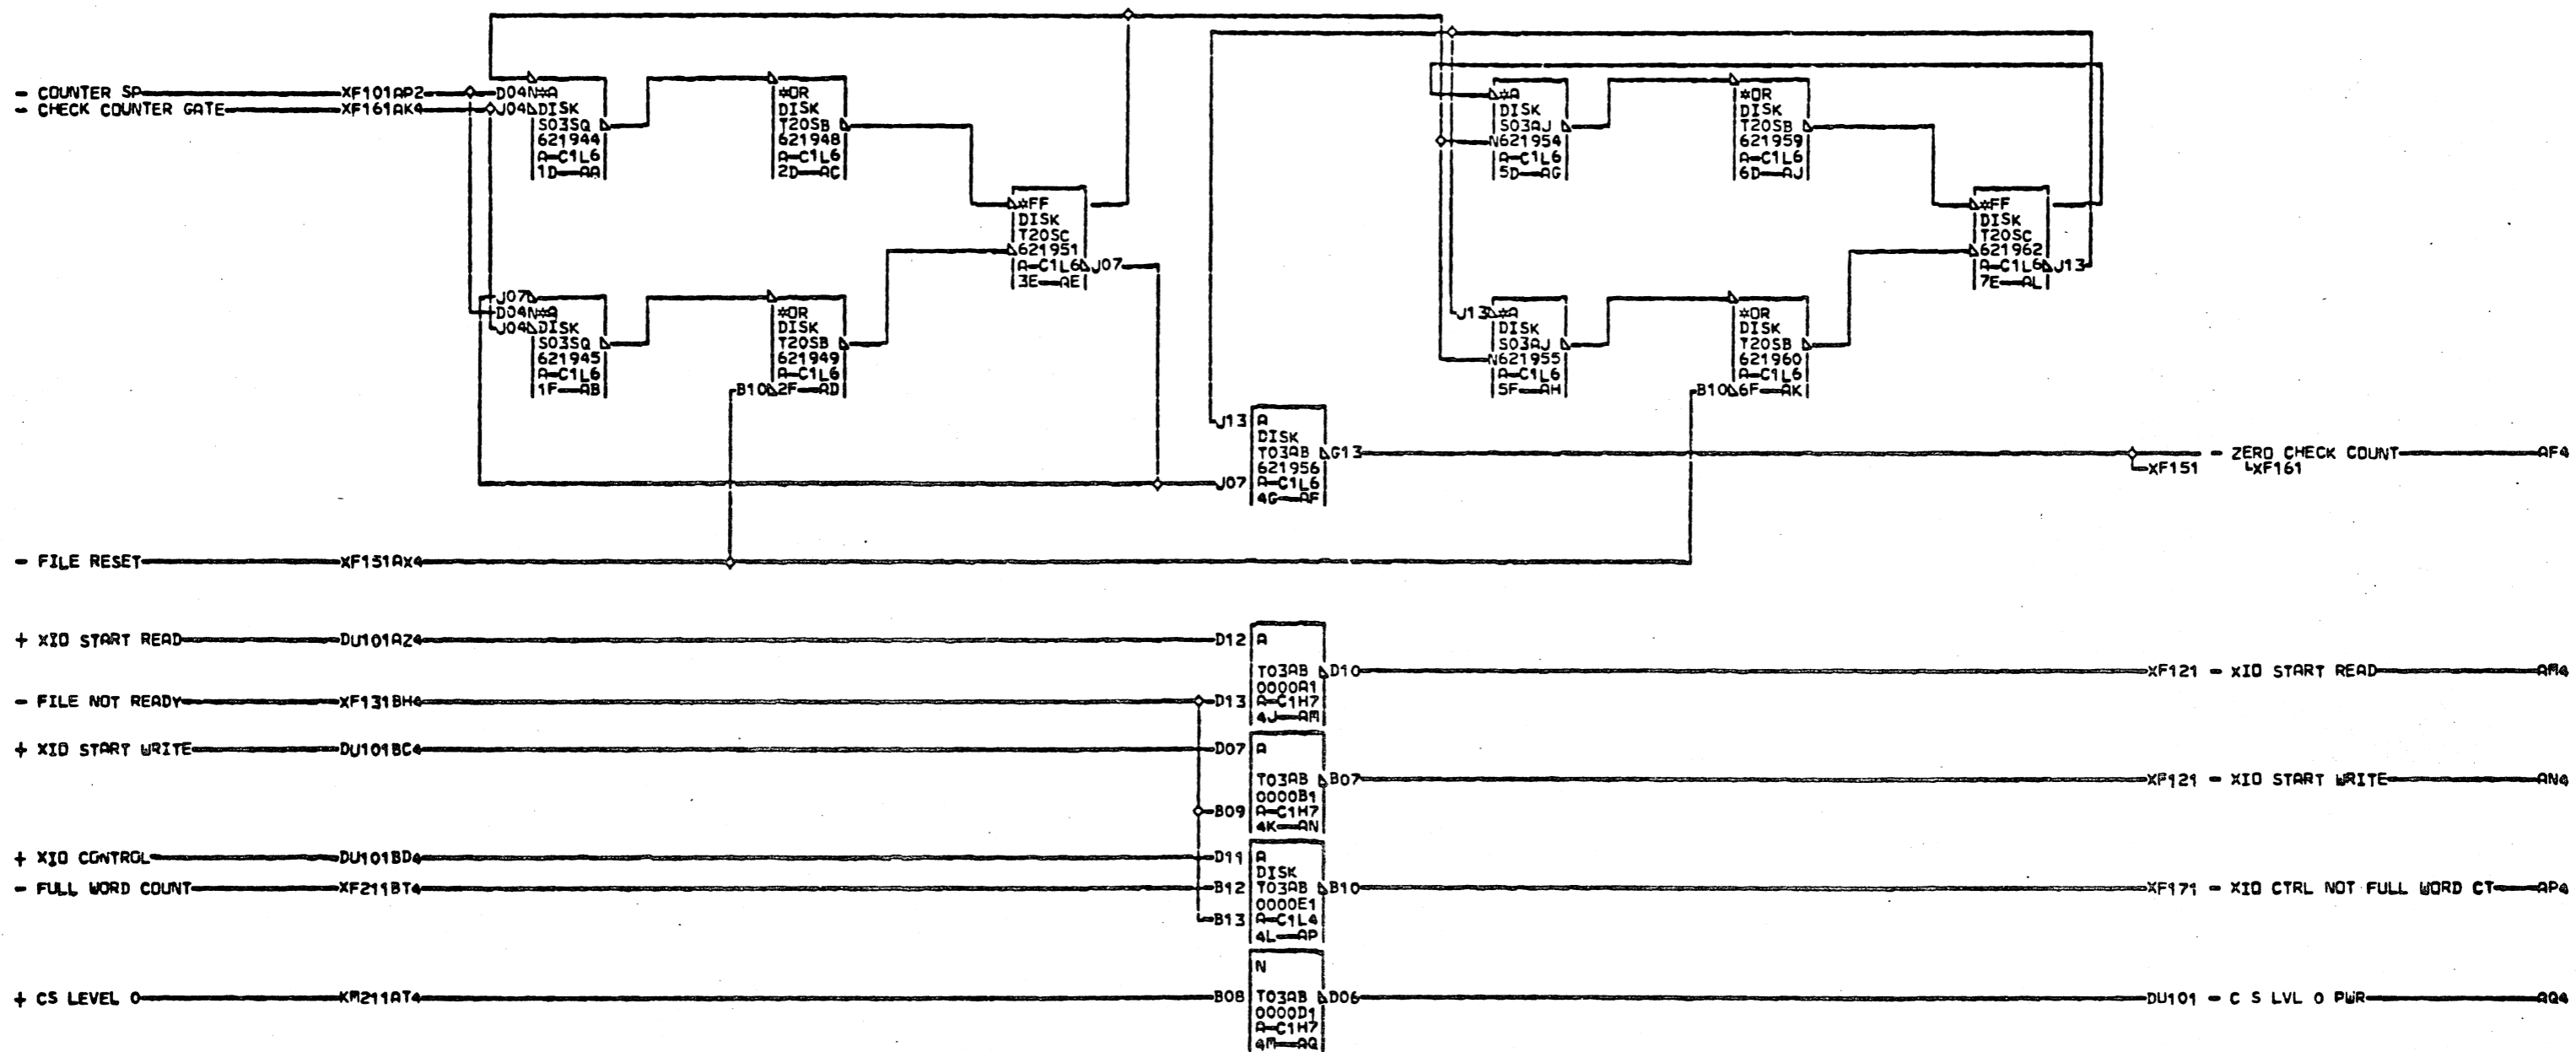 - COUNTER SP XF101AP2 D04 N*A
- CHECK COUNTER GATE XF161AK4 J04 DISK
S03SQ
621944
A-C1L6
1D—AA
*OR
DISK
T20SB
621948
A-C1L6
2D—AC
*FF
DISK
T20SC
621951
A-C1L6 J07
3E—AE
J07
D04 N*A
J04 DISK
S03SQ
621945
A-C1L6
1F—AB
*OR
DISK
T20SB
621949
A-C1L6
B10 2F—AD
*A
DISK
S03AJ
N621954
A-C1L6
5D—AG
*OR
DISK
T20SB
621959
A-C1L6
6D—AJ
*FF
DISK
T20SC
621962
A-C1L6 J13
7E—AL
J13 *A
DISK
S03AJ
N621955
A-C1L6
5F—AH
*OR
DISK
T20SB
621960
A-C1L6
B10 6F—AK
J13 A
DISK
T03AB G13
621956
J07 A-C1L6
4G—AF
- ZERO CHECK COUNT AF4
XF151 XF161
- FILE RESET XF151AX4
+ XIO START READ DU101AZ4 D12 A
T03AB D10 XF121 - XIO START READ AM4
0000A1
- FILE NOT READY XF131BH4 D13 A-C1H7
4J—AM
+ XIO START WRITE DU101BC4 D07 A
T03AB B07 XF121 - XIO START WRITE AN4
0000B1
B09 A-C1H7
4K—AN
+ XIO CONTROL DU101BD4 D11 A
DISK
- FULL WORD COUNT XF211BT4 B12 T03AB B10 XF171 - XIO CTRL NOT FULL WORD CT AP4
0000E1
B13 A-C1L4
4L—AP
N
+ CS LEVEL 0 KM211AT4 B08 T03AB D06 DU101 - C S LVL 0 PWR AQ4
0000D1
A-C1H7
4M—AQ